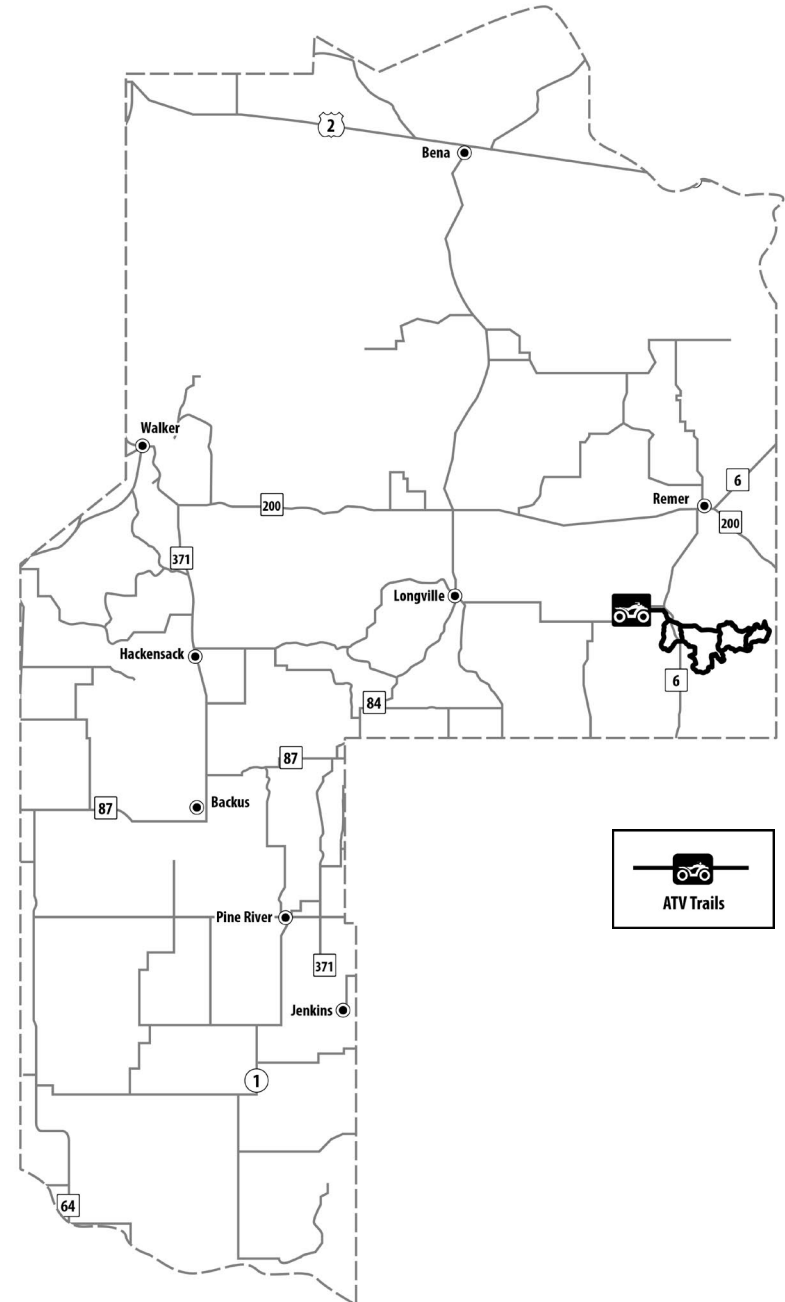 2
Bena
Walker
6
Remer
200
200
371
Longville
Hackensack
6
84
87
87
Backus
ATV Trails
Pine River
371
Jenkins
1
64